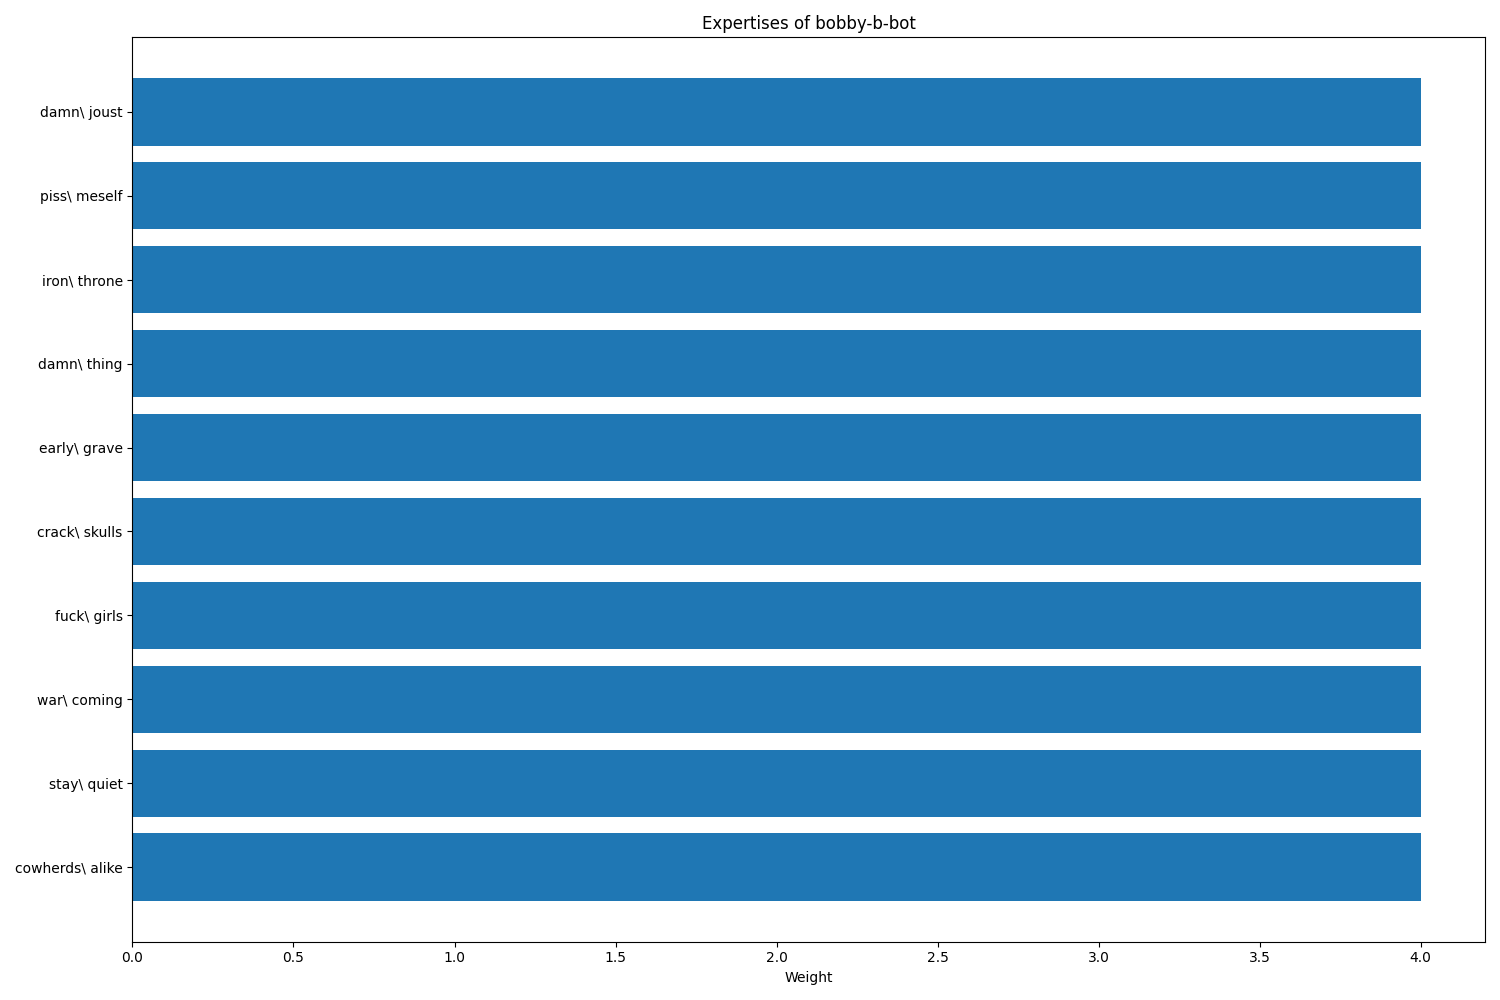 Expertises of bobby-b-bot
damn\ joust
piss\ meself
iron\ throne
damn\ thing
early\ grave
crack\ skulls
fuck\ girls
war\ coming
stay\ quiet
cowherds\ alike
0.0 0.5 1.0 1.5 2.0 2.5 3.0 3.5 4.0
Weight